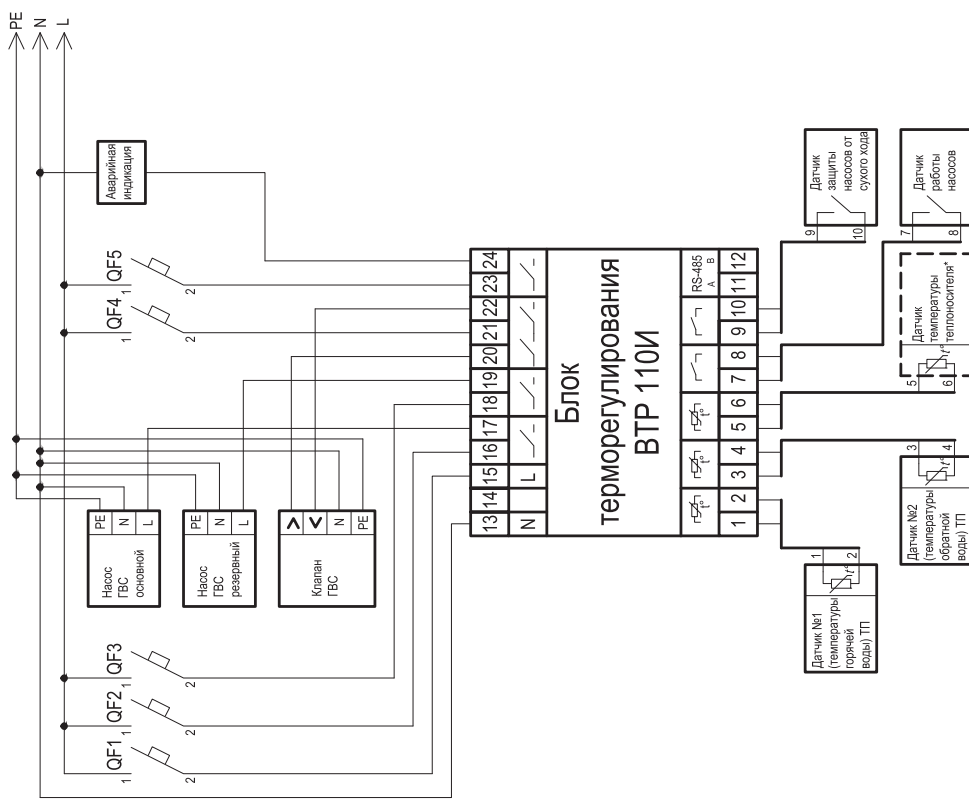 PE
N
L
Аварийная
индикация
QF5
1
2
QF4
1
2
Насос
ГВС
основной
PE
N
L
Насос
ГВС
резервный
PE
N
L
Клапан
ГВС
>
<
N
PE
QF3
1
2
QF2
1
2
QF1
1
2
13 14 15 16 17 18 19 20 21 22 23 24
N L
Блок
терморегулирования
ВТР 110И
t° t° t° RS-485
A B
1 2 3 4 5 6 7 8 9 10 11 12
Датчик
защиты
насосов от
сухого хода
9
10
Датчик
работы
насосов
7
8
Датчик
температуры
теплоносителя*
t°
5
6
Датчик №2
(температуры
обратной
воды) ТП
t°
3
4
Датчик №1
(температуры
горячей
воды) ТП
t°
1
2